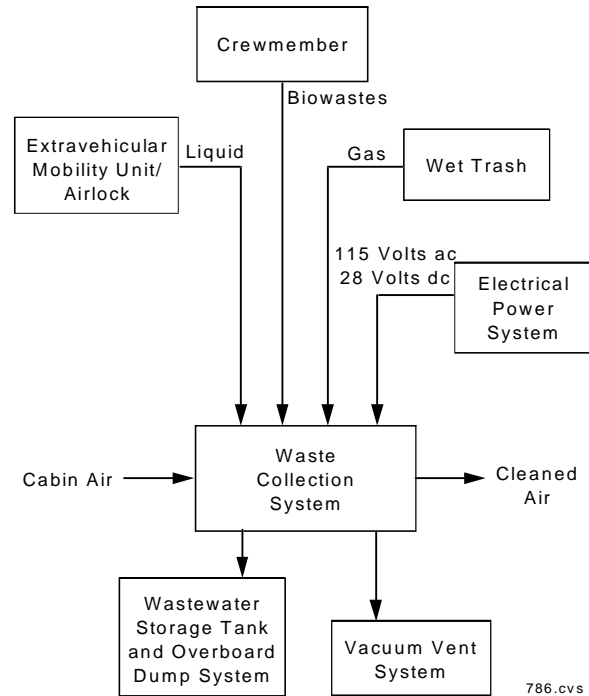 Crewmember
Biowastes
Extravehicular
Mobility Unit/
Airlock
Liquid
Gas
Wet Trash
115 Volts ac
28 Volts dc
Electrical
Power
System
Waste
Collection
System
Cabin Air
Cleaned
Air
Wastewater
Storage Tank
and Overboard
Dump System
Vacuum Vent
System
786.cvs